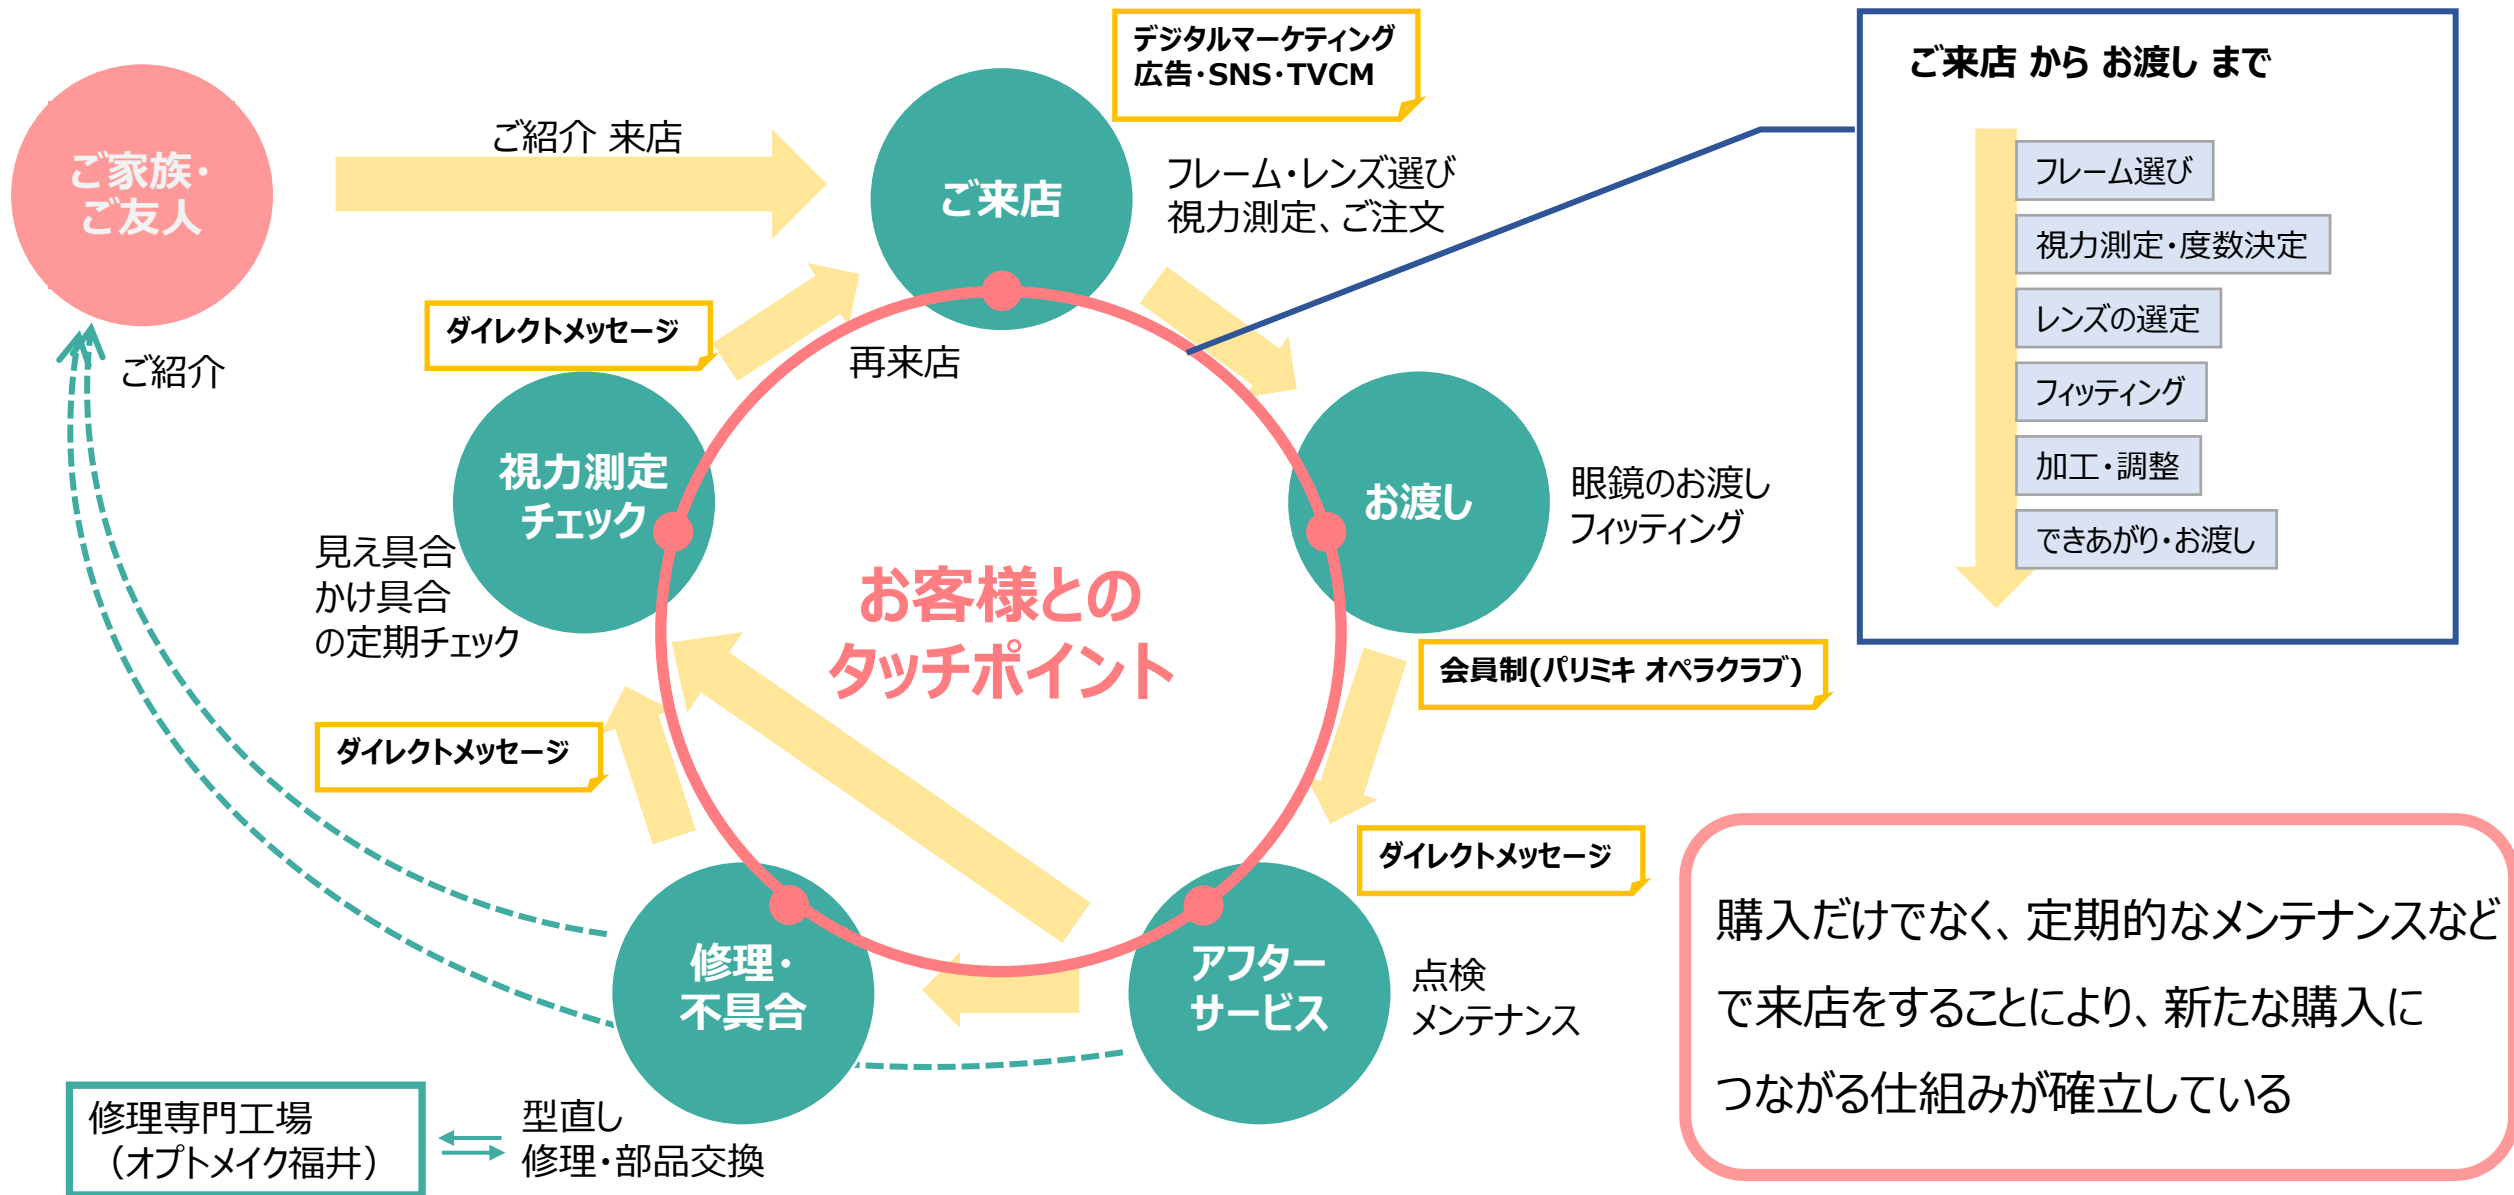 デジタルマーケティング
広告・SNS・TVCM
ご来店 から お渡し まで
ご家族・
ご友人
ご紹介 来店
ご来店
フレーム・レンズ選び
視力測定、ご注文
フレーム選び
視力測定・度数決定
レンズの選定
フィッティング
加工・調整
できあがり・お渡し
ダイレクトメッセージ
再来店
ご紹介
視力測定
チェック
お渡し
眼鏡のお渡し
フィッティング
見え具合
かけ具合
の定期チェック
お客様との
タッチポイント
会員制(パリミキ オペラクラブ)
ダイレクトメッセージ
ダイレクトメッセージ
修理・
不具合
アフター
サービス
点検
メンテナンス
購入だけでなく、定期的なメンテナンスなど
で来店をすることにより、新たな購入に
つながる仕組みが確立している
修理専門工場
（オプトメイク福井）
型直し
修理・部品交換